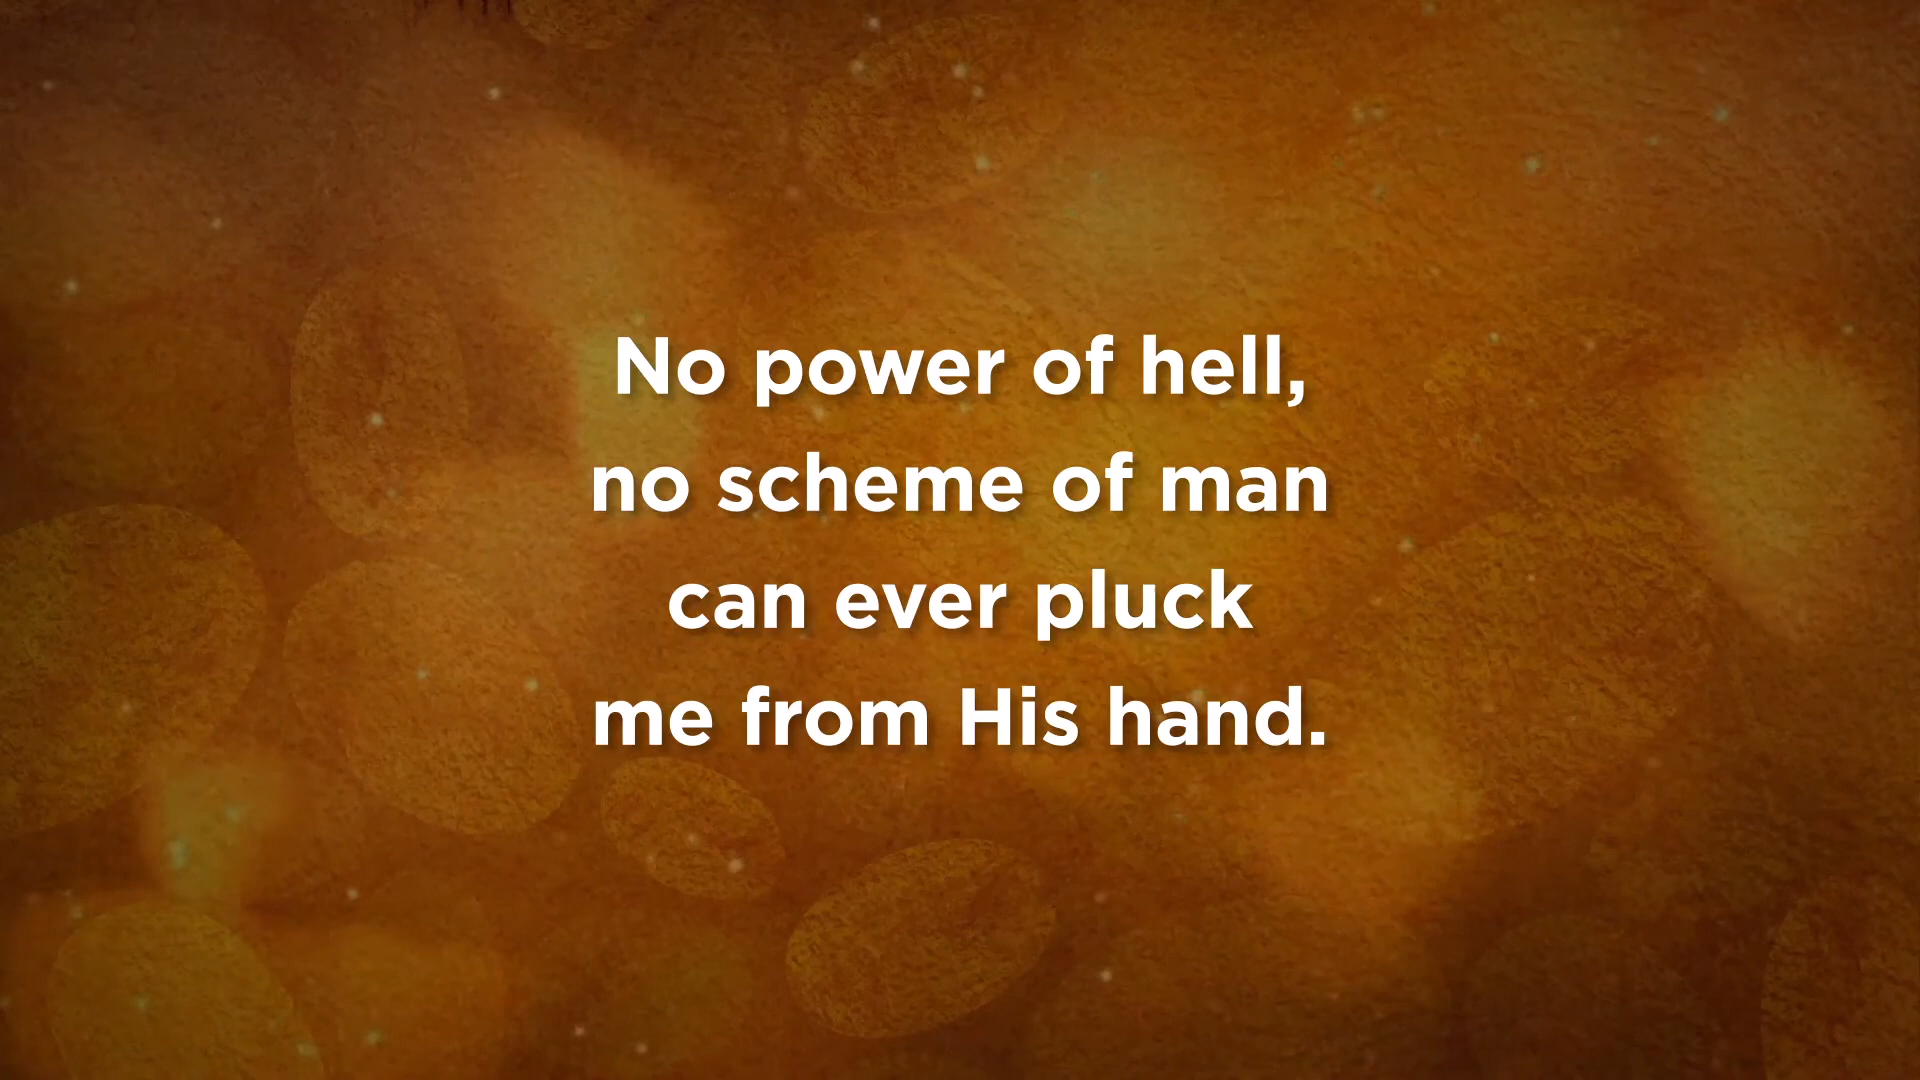 No power of hell,
no scheme of man
can ever pluck
me from His hand.